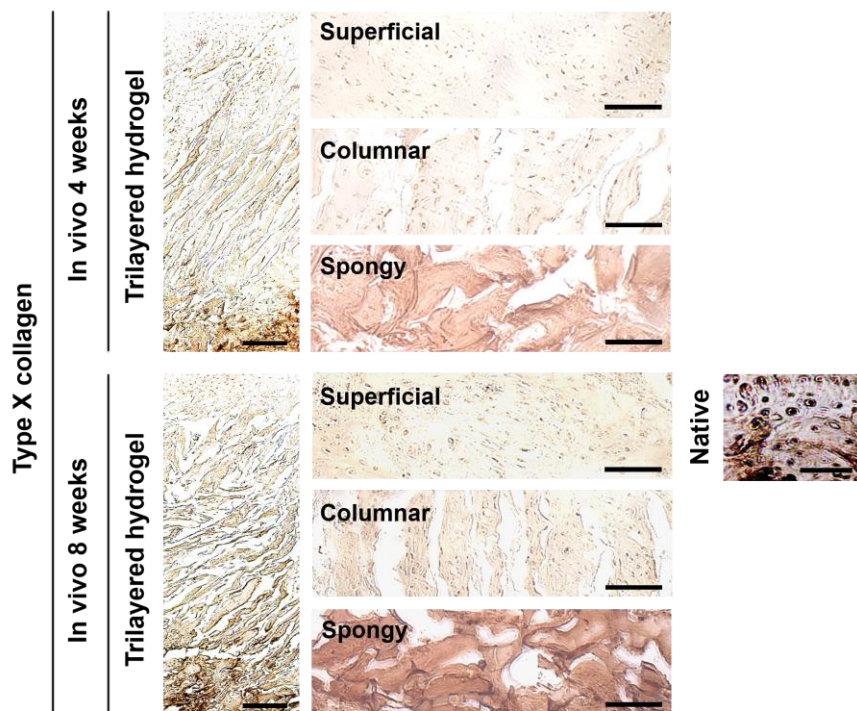 Type X collagen
In vivo 4 weeks
Trilayered hydrogel
Superficial
Columnar
Spongy
In vivo 8 weeks
Trilayered hydrogel
Superficial
Columnar
Spongy
Native